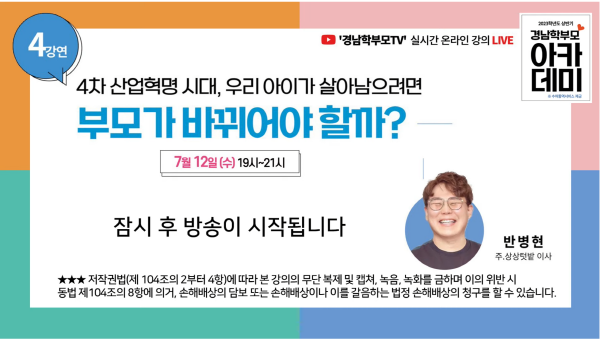 4강연
'경남학부모TV' 실시간 온라인 강의 LIVE
2023학년도 상반기
경남학부모
아카
데미
4차 산업혁명 시대, 우리 아이가 살아남으려면
부모가 바뀌어야 할까?
7월 12일(수) 19시~21시
잠시 후 방송이 시작됩니다
반병현
주.상상텃밭 이사
★★★ 저작권법(제 104조의 2부터 4항)에 따라 본 강의의 무단 복제 및 캡쳐, 녹음, 녹화를 금하며 이의 위반 시
동법 제104조의 8항에 의거, 손해배상의 담보 또는 손해배상이나 이를 갈음하는 법정 손해배상의 청구를 할 수 있습니다.